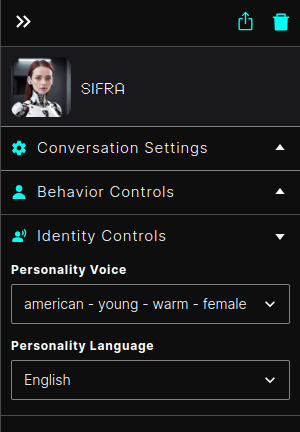 SIFRA
Conversation Settings
Behavior Controls
Identity Controls
Personality Voice
american - young - warm - female
Personality Language
English